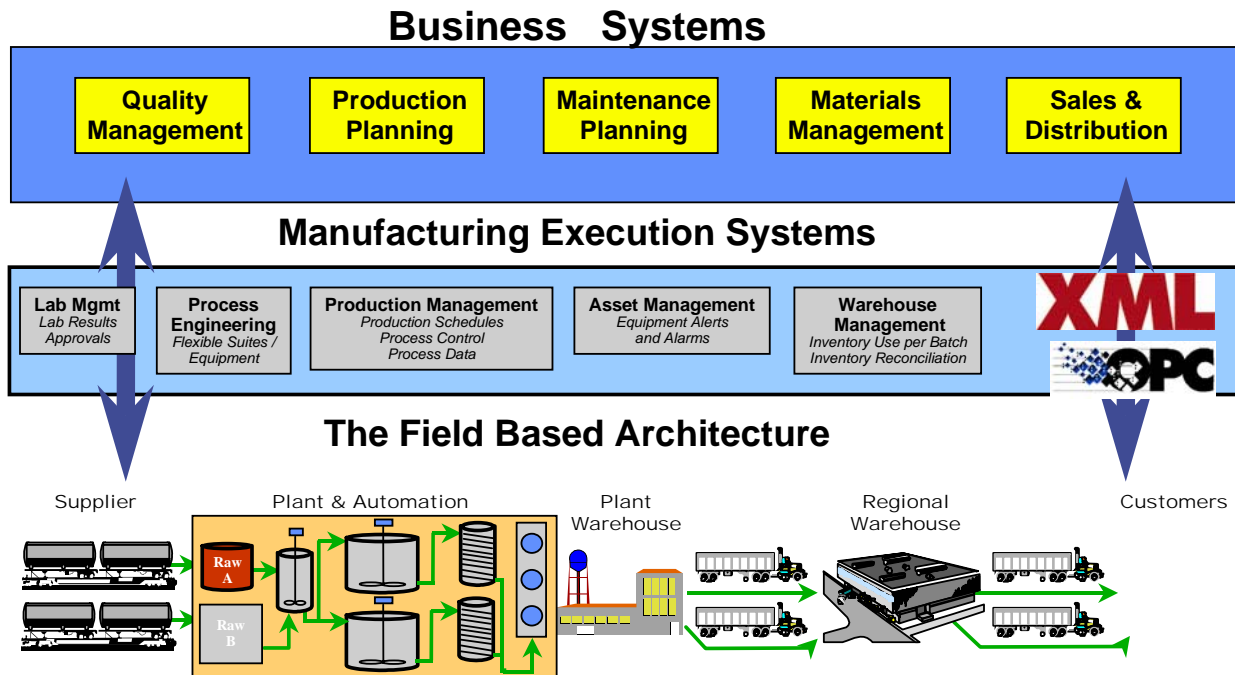 Business Systems
Quality
Management
Production
Planning
Maintenance
Planning
Materials
Management
Sales &
Distribution
Manufacturing Execution Systems
Lab Mgmt
Lab Results
Approvals
Process
Engineering
Flexible Suites /
Equipment
Production Management
Production Schedules
Process Control
Process Data
Asset Management
Equipment Alerts
and Alarms
Warehouse
Management
Inventory Use per Batch
Inventory Reconciliation
XML
OPC
The Field Based Architecture
Supplier
Plant & Automation
Plant
Warehouse
Regional
Warehouse
Customers
Raw
A
Raw
B